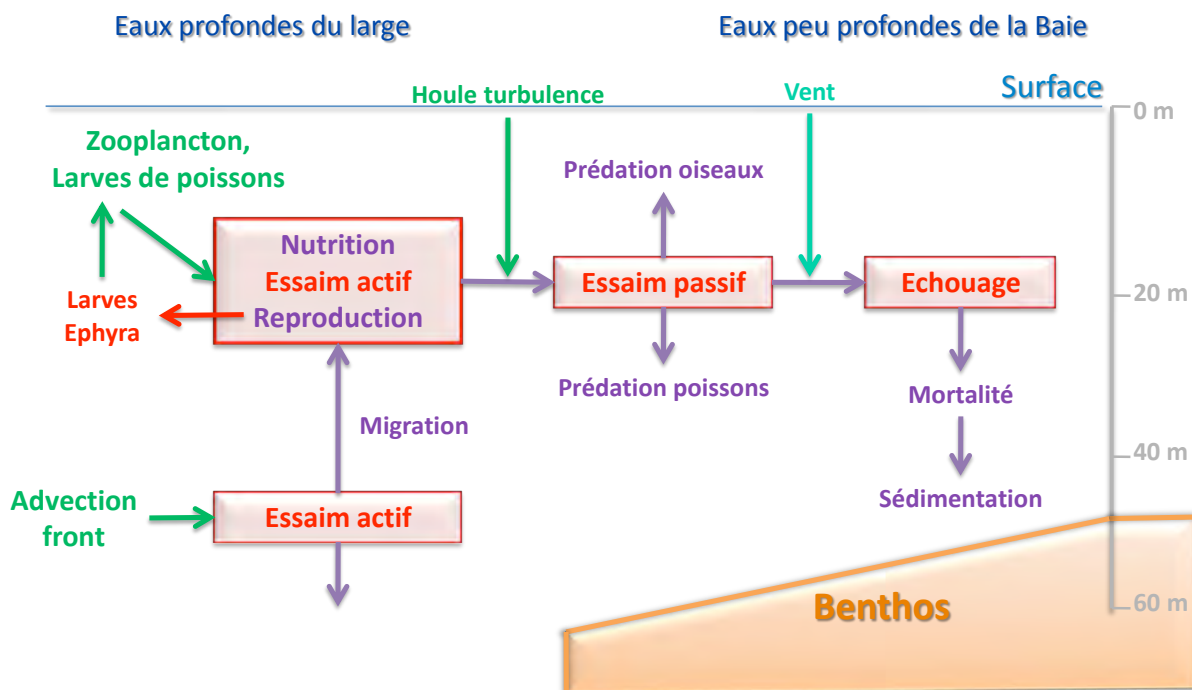 Eaux profondes du large
Eaux peu profondes de la Baie
Houle turbulence
Vent
Surface
0 m
Zooplancton,
Larves de poissons
Prédation oiseaux
Nutrition
Essaim actif
Reproduction
Essaim passif
Echouage
20 m
Larves
Ephyra
Prédation poissons
Mortalité
Migration
40 m
Sédimentation
Advection
front
Essaim actif
Benthos
60 m